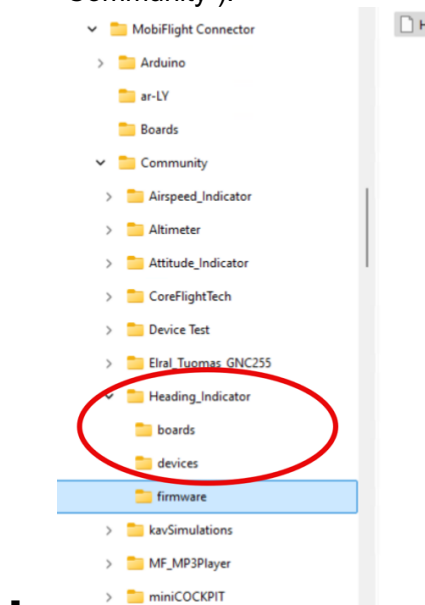 Community").
MobiFlight Connector
Arduino
ar-LY
Boards
Community
Airspeed_Indicator
Altimeter
Attitude_Indicator
CoreFlightTech
Device Test
Elral_Tuomas_GNC255
Heading_Indicator
boards
devices
firmware
kavSimulations
MF_MP3Player
miniCOCKPIT